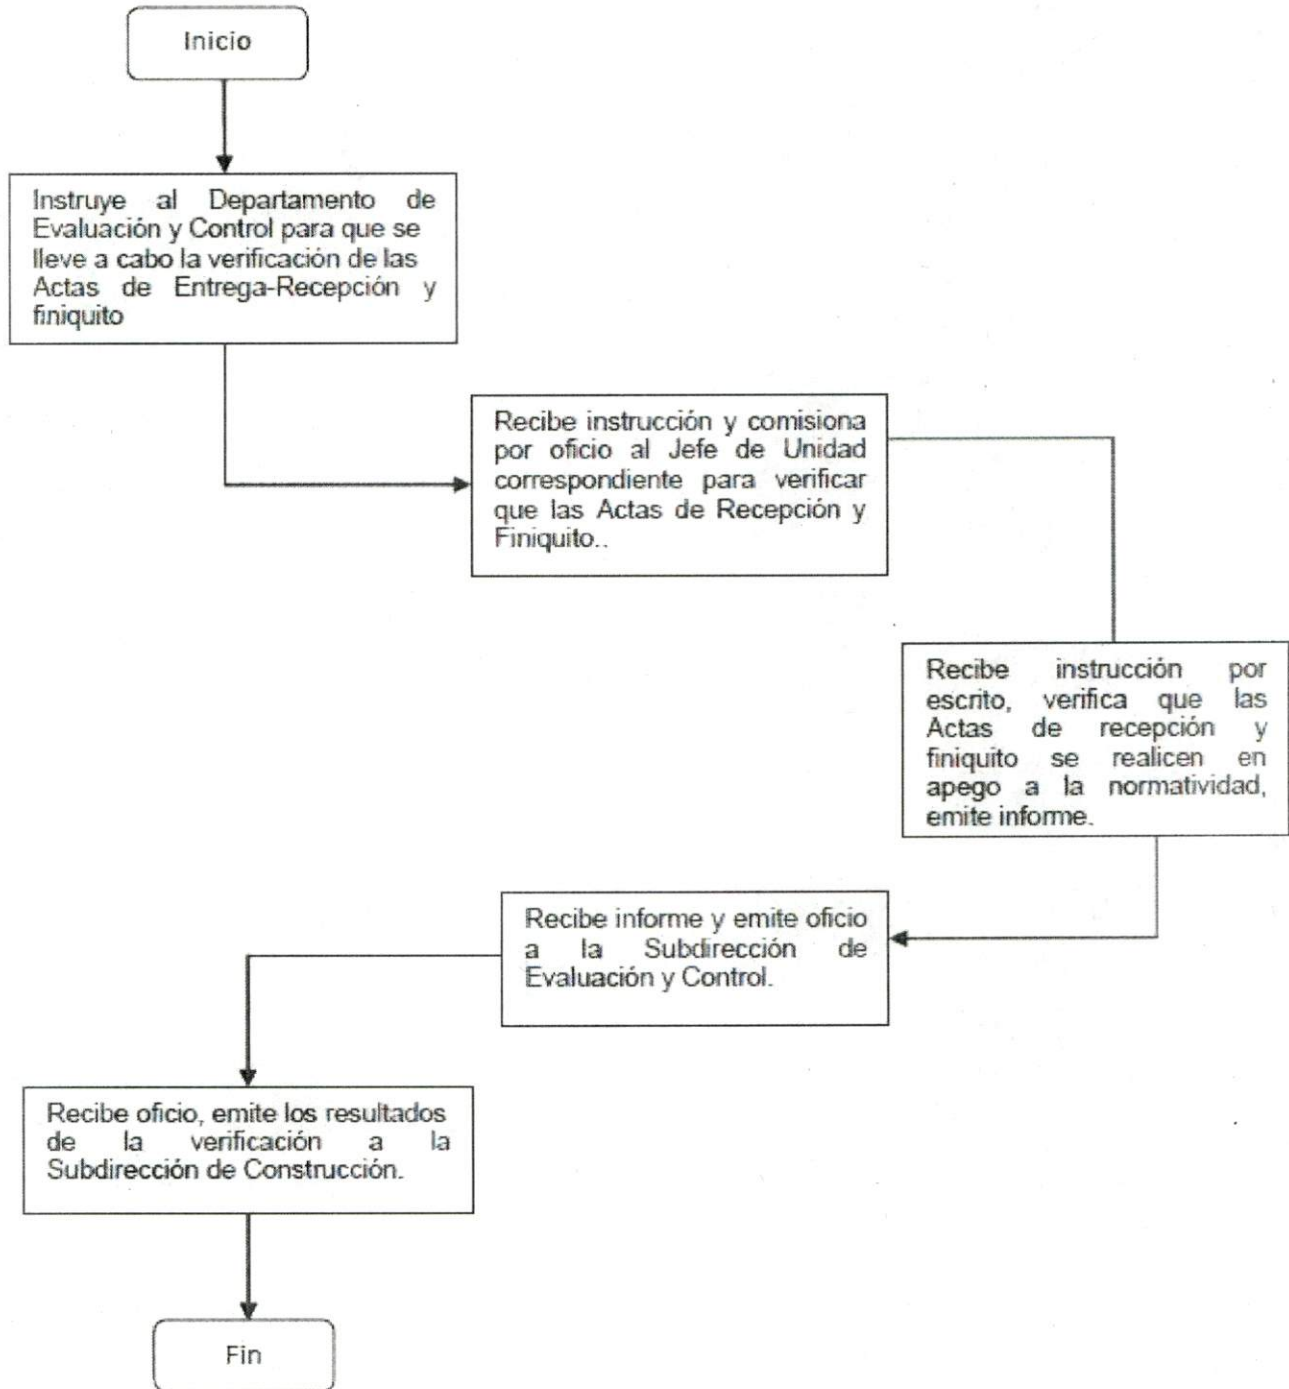 Inicio
Instruye al Departamento de
Evaluación y Control para que se
lleve a cabo la verificación de las
Actas de Entrega-Recepción y
finiquito
Recibe instrucción y comisiona
por oficio al Jefe de Unidad
correspondiente para verificar
que las Actas de Recepción y
Finiquito..
Recibe instrucción por
escrito, verifica que las
Actas de recepción y
finiquito se realicen en
apego a la normatividad,
emite informe.
Recibe informe y emite oficio
a la Subdirección de
Evaluación y Control.
Recibe oficio, emite los resultados
de la verificación a la
Subdirección de Construcción.
Fin